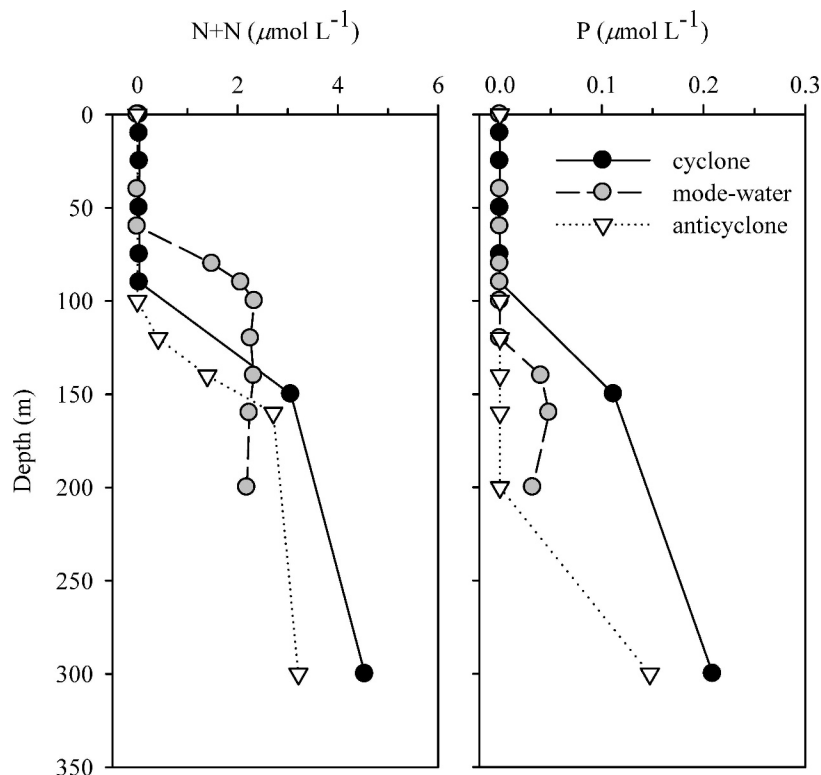 N+N (μmol L⁻¹) P (μmol L⁻¹)
0 2 4 6 0.0 0.1 0.2 0.3
0
50
100
150
200
250
300
350
Depth (m)
cyclone
mode-water
anticyclone